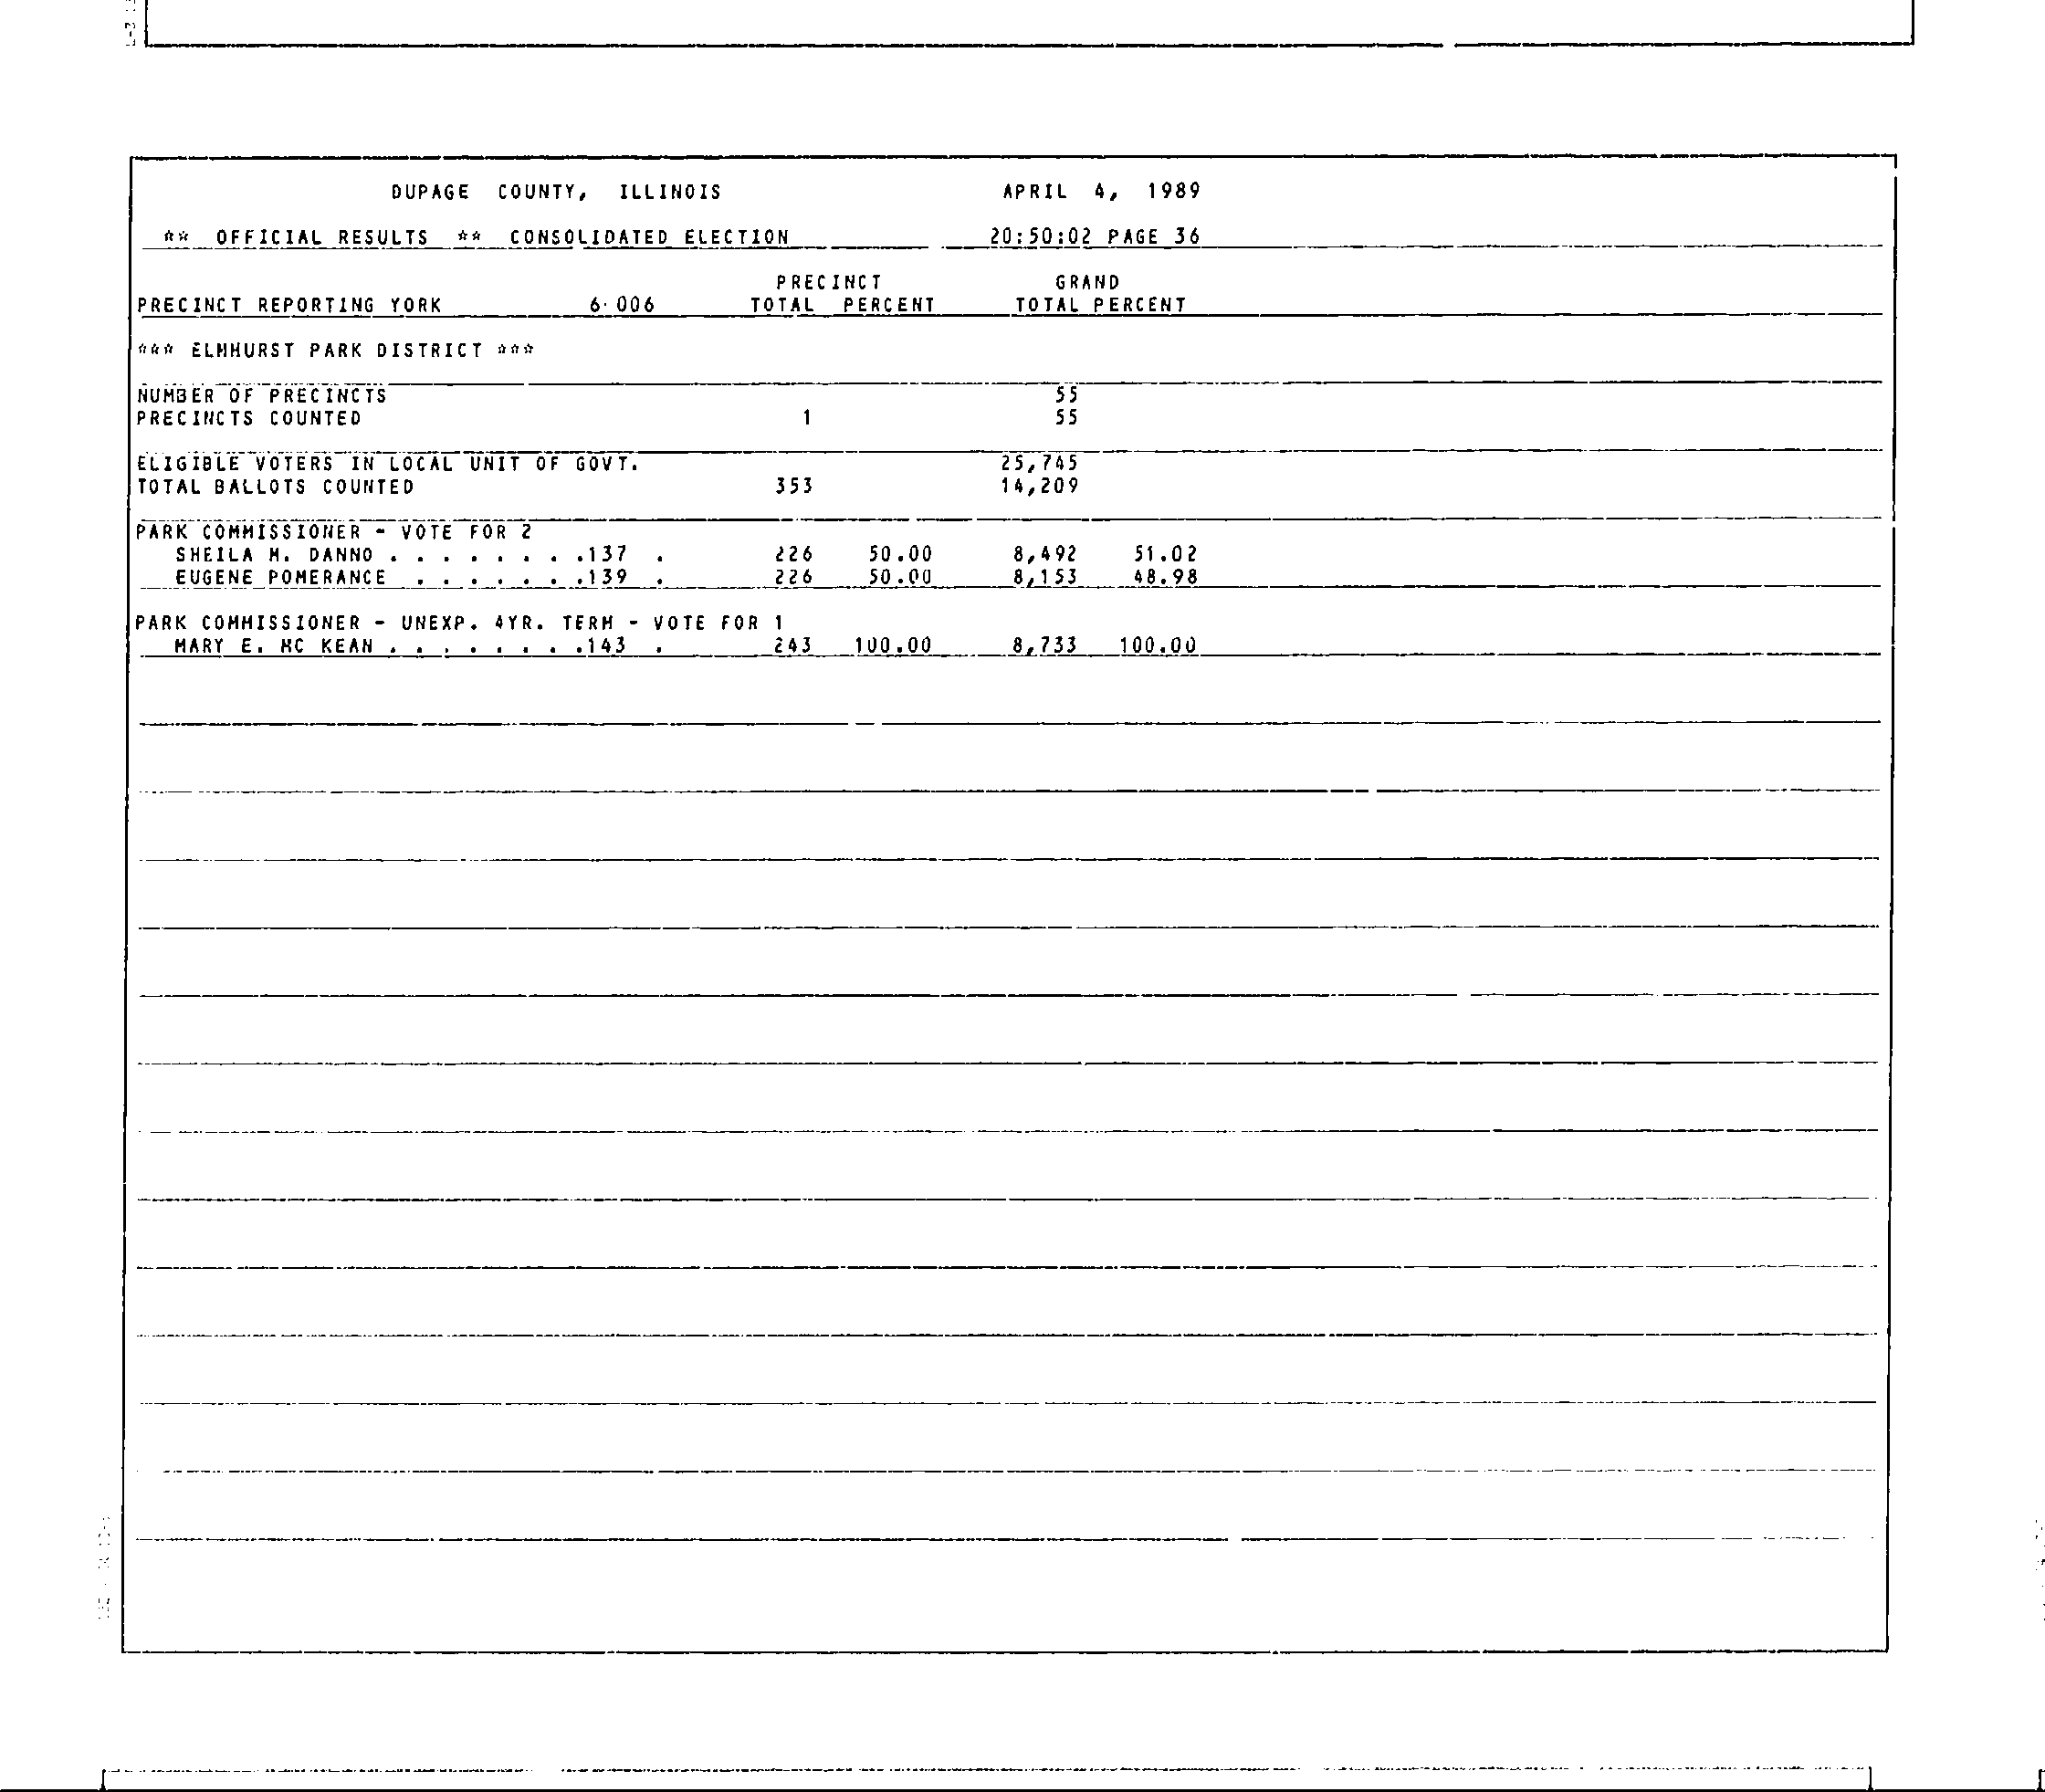 DUPAGE COUNTY, ILLINOIS APRIL 4, 1989
** OFFICIAL RESULTS ** CONSOLIDATED ELECTION 20:50:02 PAGE 36
PRECINCT GRAND
PRECINCT REPORTING YORK 6 006 TOTAL PERCENT TOTAL PERCENT
*** ELMHURST PARK DISTRICT ***
NUMBER OF PRECINCTS 55
PRECINCTS COUNTED 1 55
ELIGIBLE VOTERS IN LOCAL UNIT OF GOVT. 25,745
TOTAL BALLOTS COUNTED 353 14,209
PARK COMMISSIONER - VOTE FOR 2
SHEILA M. DANNO . . . . . . . .137 . 226 50.00 8,492 51.02
EUGENE POMERANCE . . . . . . .139 . 226 50.00 8,153 48.98
PARK COMMISSIONER - UNEXP. 4YR. TERM - VOTE FOR 1
MARY E. MC KEAN . . . . . . . .143 . 243 100.00 8,733 100.00